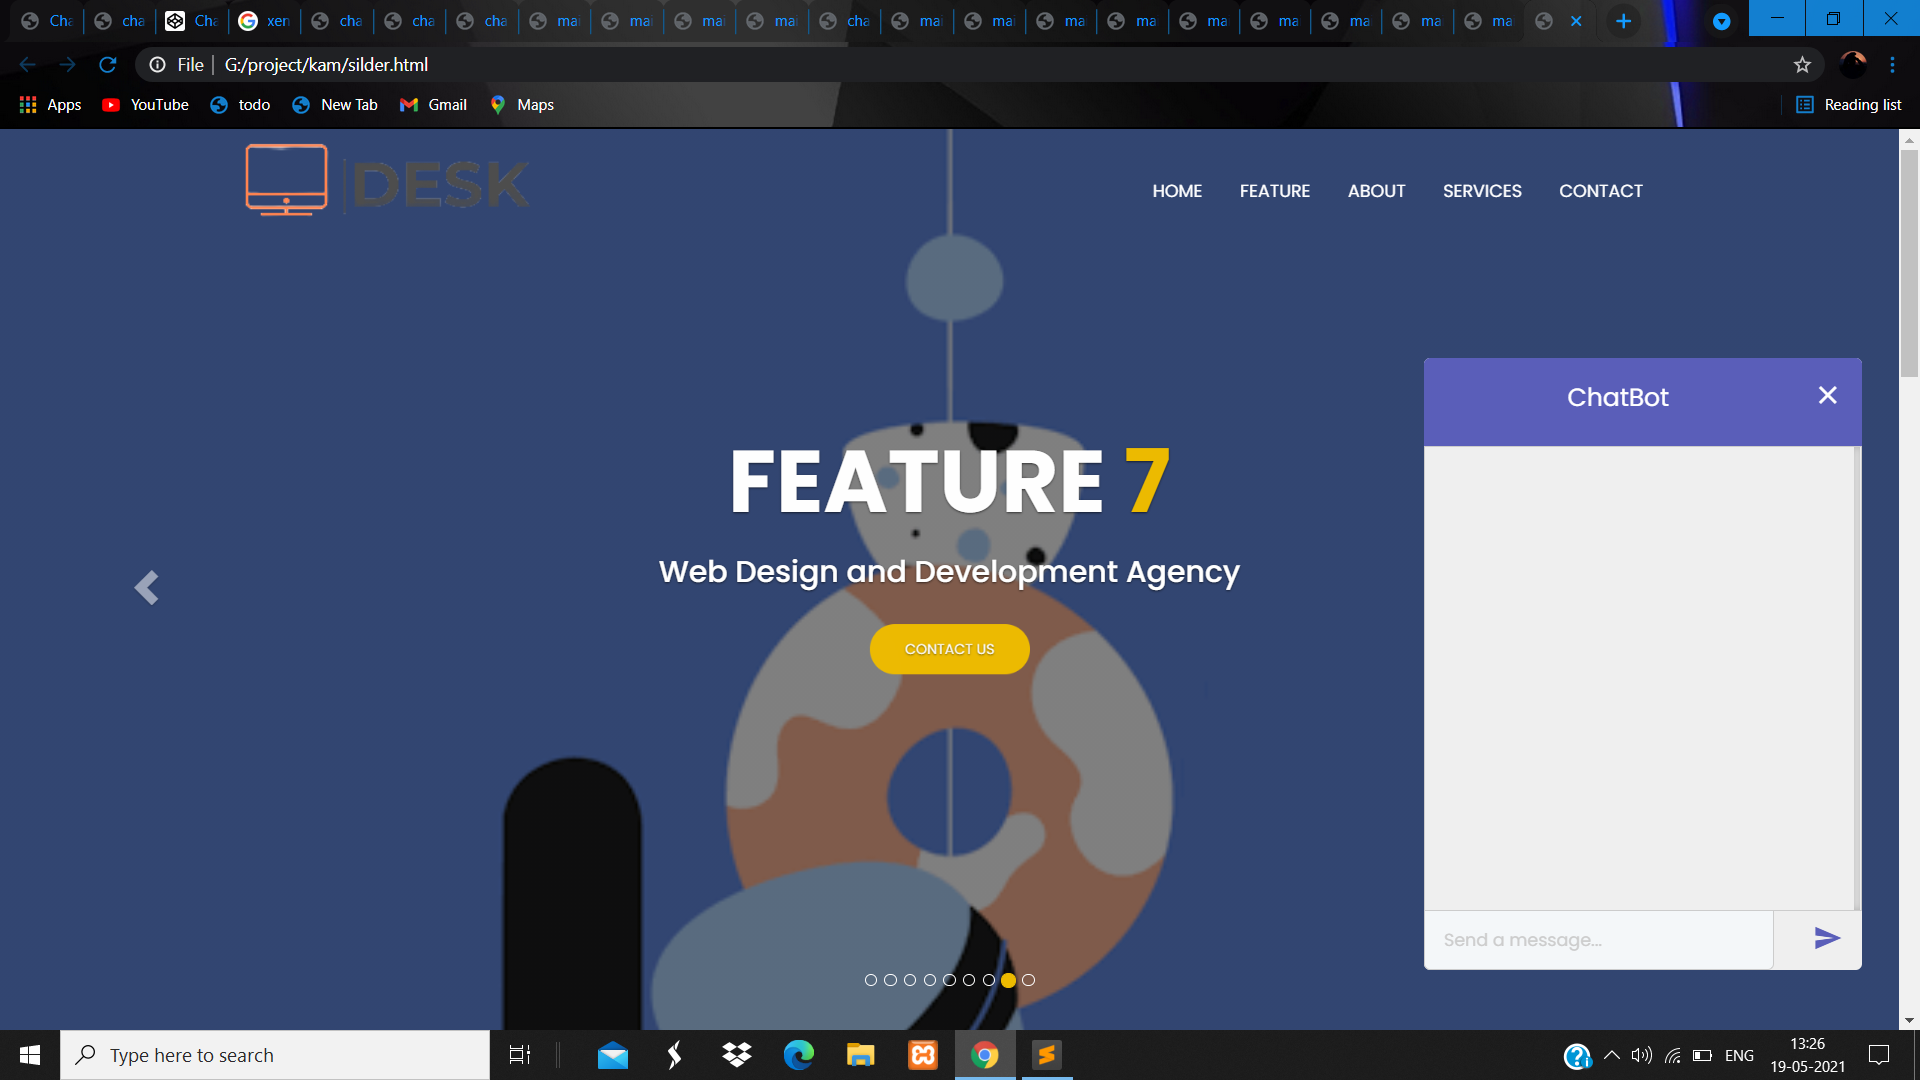 Cha cha Cha xen cha cha cha mai mai mai mai cha mai mai ma ma ma ma ma ma ma
File G:/project/kam/silder.html
Apps YouTube todo New Tab Gmail Maps Reading list
DESK
HOME FEATURE ABOUT SERVICES CONTACT
ChatBot
FEATURE 7
Web Design and Development Agency
CONTACT US
Send a message...
Type here to search
ENG
13:26
19-05-2021